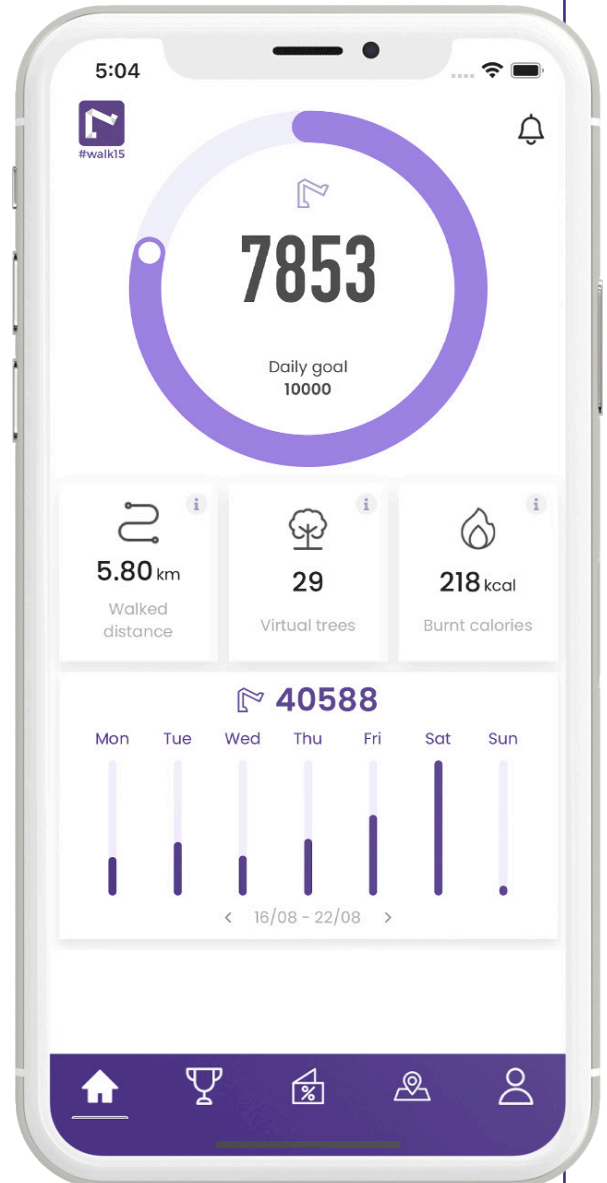 5:04
#walk15
7853
Daily goal
10000
i
i
i
5.80 km
29
218 kcal
Walked
distance
Virtual trees
Burnt calories
40588
Mon Tue Wed Thu Fri Sat Sun
< 16/08 - 22/08 >
%